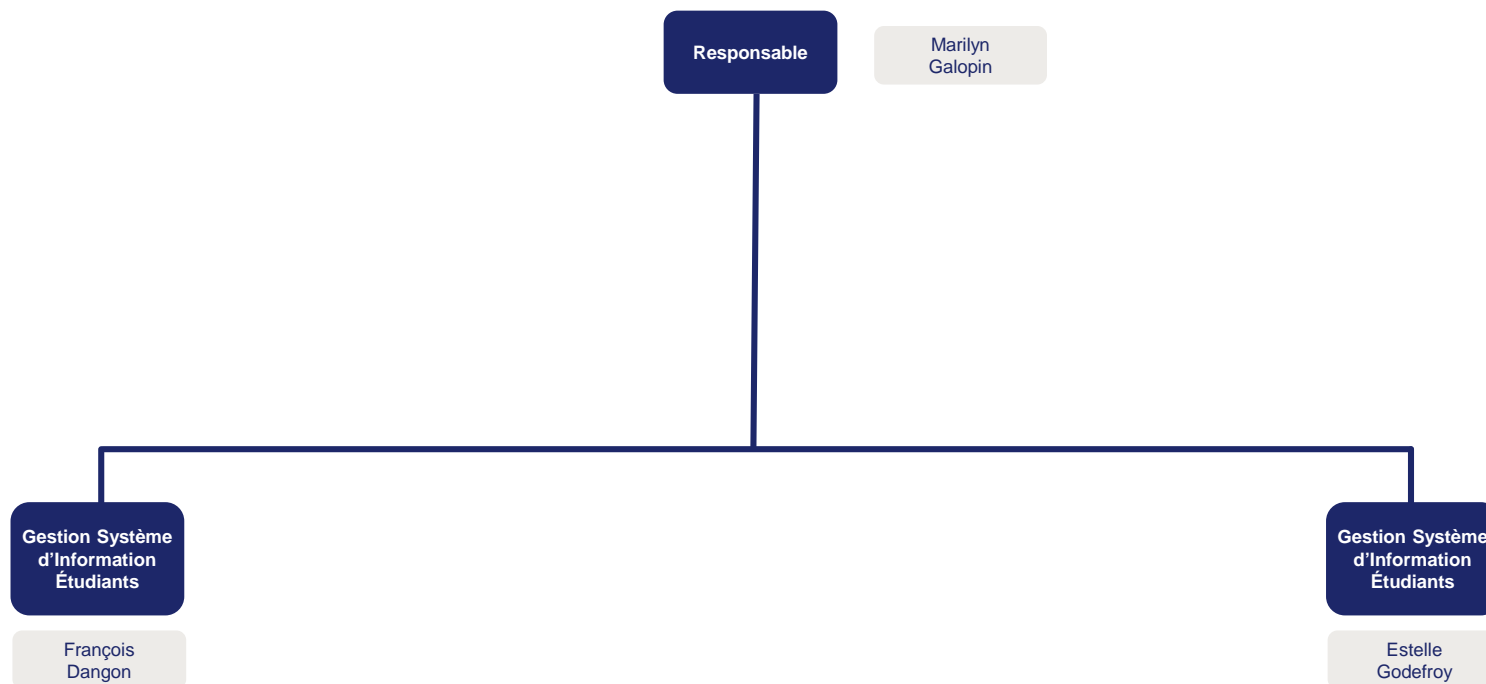 Responsable
Marilyn
Galopin
Gestion Système
d’Information
Étudiants
François
Dangon
Gestion Système
d’Information
Étudiants
Estelle
Godefroy